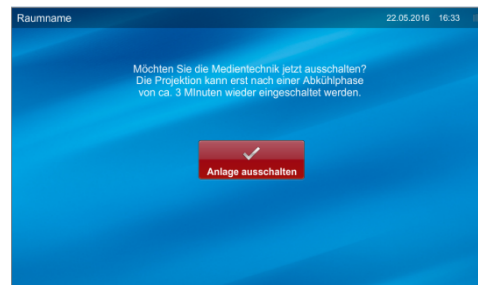 Raumname 22.05.2016 16:33
Möchten Sie die Medientechnik jetzt ausschalten?
Die Projektion kann erst nach einer Abkühlphase
von ca. 3 MInuten wieder eingeschaltet werden.
Anlage ausschalten